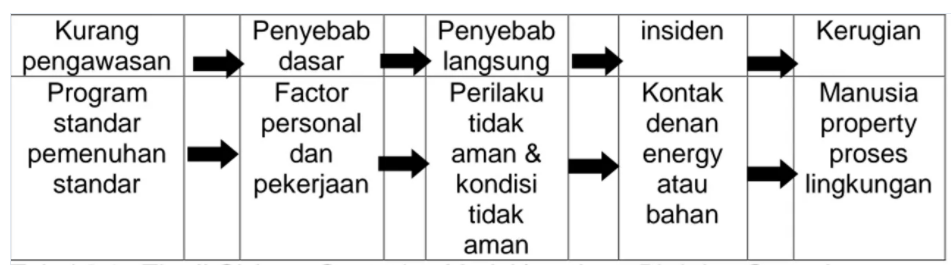 Kurang
pengawasan
Penyebab
dasar
Penyebab
langsung
insiden
Kerugian
Program
standar
pemenuhan
standar
Factor
personal
dan
pekerjaan
Perilaku
tidak
aman &
kondisi
tidak
aman
Kontak
denan
energy
atau
bahan
Manusia
property
proses
lingkungan